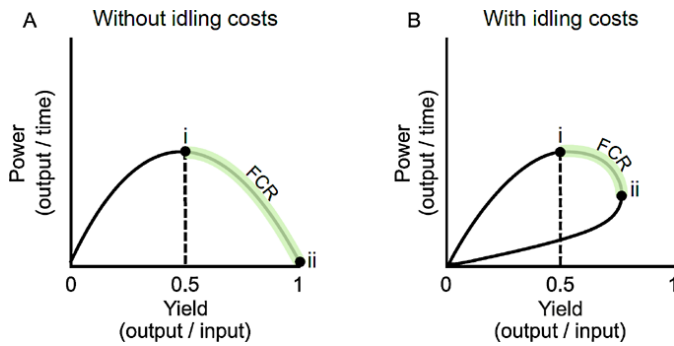 A Without idling costs
Power
(output / time)
i
FCR
ii
0 0.5 1
Yield
(output / input)
B With idling costs
Power
(output / time)
i
FCR
ii
0 0.5 1
Yield
(output / input)